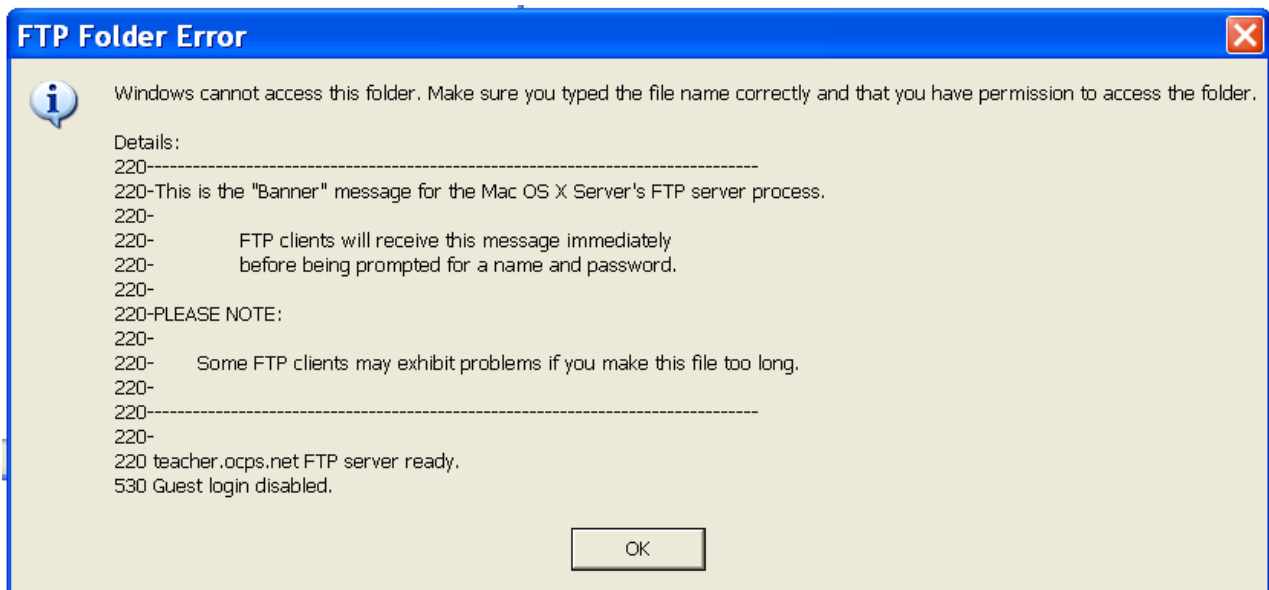 FTP Folder Error
Windows cannot access this folder. Make sure you typed the file name correctly and that you have permission to access the folder.
Details:
220--------------------------------------------------------------------------------
220-This is the "Banner" message for the Mac OS X Server's FTP server process.
220-
220-          FTP clients will receive this message immediately
220-          before being prompted for a name and password.
220-
220-PLEASE NOTE:
220-
220-     Some FTP clients may exhibit problems if you make this file too long.
220-
220--------------------------------------------------------------------------------
220-
220 teacher.ocps.net FTP server ready.
530 Guest login disabled.
OK